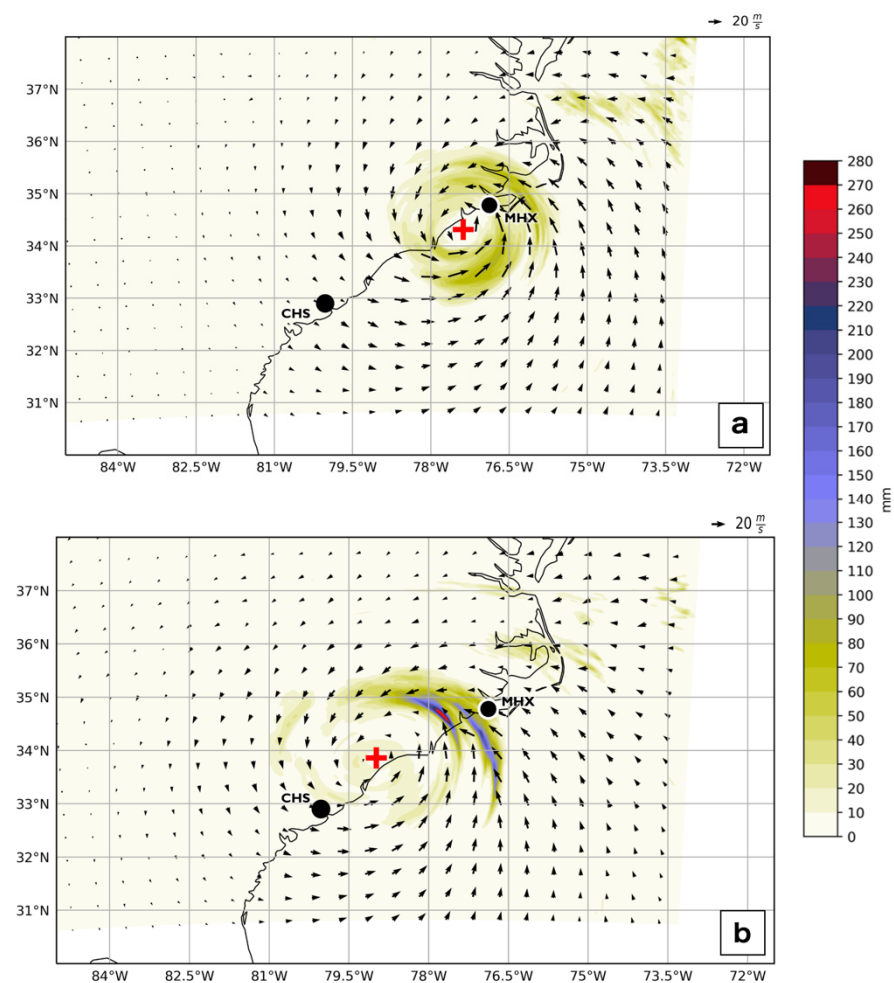 → 20 m/s
37°N
36°N
35°N
34°N
33°N
32°N
31°N
MHX
CHS
a
84°W 82.5°W 81°W 79.5°W 78°W 76.5°W 75°W 73.5°W 72°W
→ 20 m/s
37°N
36°N
35°N
34°N
33°N
32°N
31°N
MHX
CHS
b
84°W 82.5°W 81°W 79.5°W 78°W 76.5°W 75°W 73.5°W 72°W
280
270
260
250
240
230
220
210
200
190
180
170
160
150
140
130
120
110
100
90
80
70
60
50
40
30
20
10
0
mm